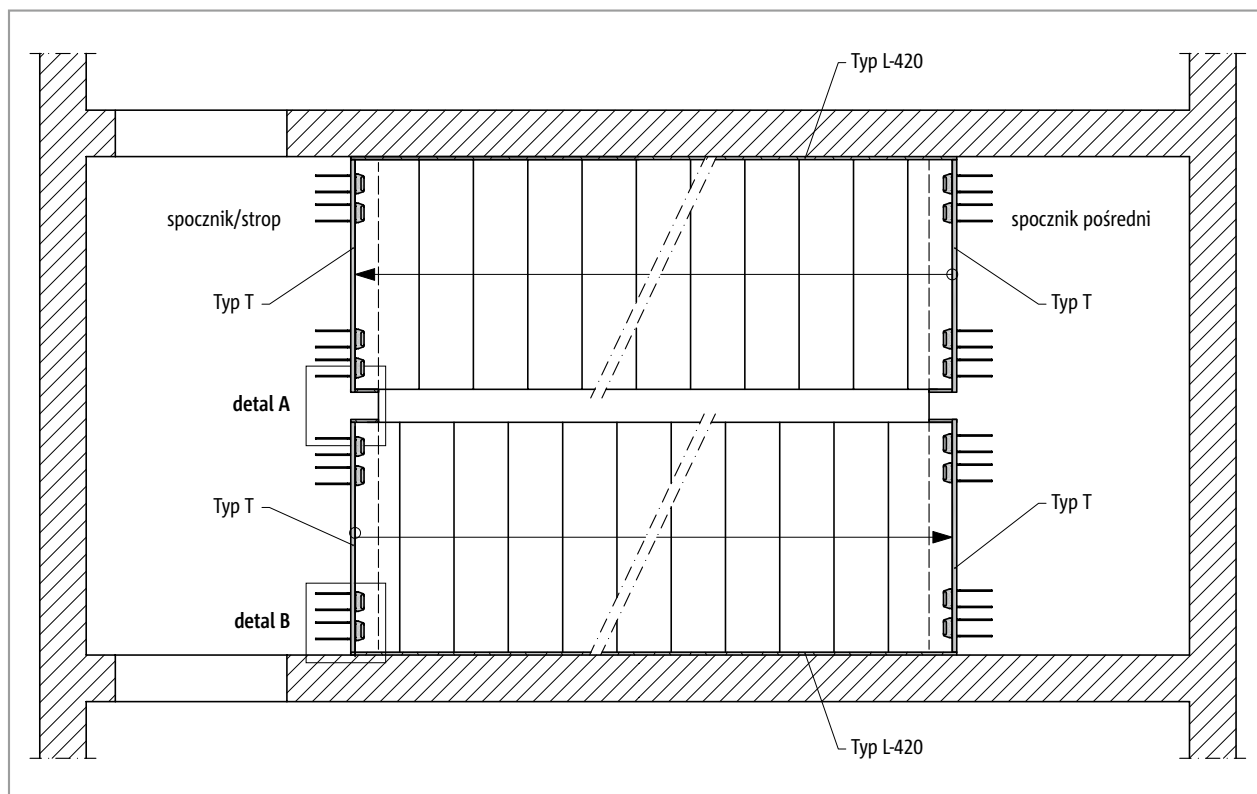 Typ L-420
spocznik/strop
spocznik pośredni
Typ T
Typ T
detal A
Typ T
Typ T
detal B
Typ L-420